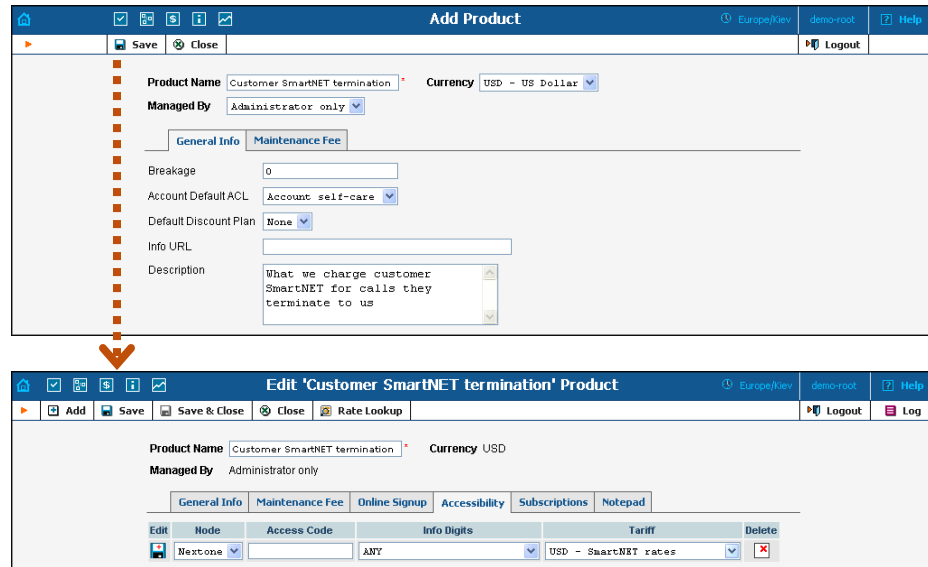 Add Product
Europe/Kiev
demo-root
? Help
Save
Close
Logout
Product Name Customer SmartNET termination * Currency USD - US Dollar
Managed By Administrator only
General Info Maintenance Fee
Breakage 0
Account Default ACL Account self-care
Default Discount Plan None
Info URL
Description What we charge customer
SmartNET for calls they
terminate to us
Edit 'Customer SmartNET termination' Product
Europe/Kiev
demo-root
? Help
Add Save Save & Close Close Rate Lookup Logout Log
Product Name Customer SmartNET termination * Currency USD
Managed By Administrator only
General Info Maintenance Fee Online Signup Accessibility Subscriptions Notepad
Edit Node Access Code Info Digits Tariff Delete
Nextone ANY USD - SmartNET rates